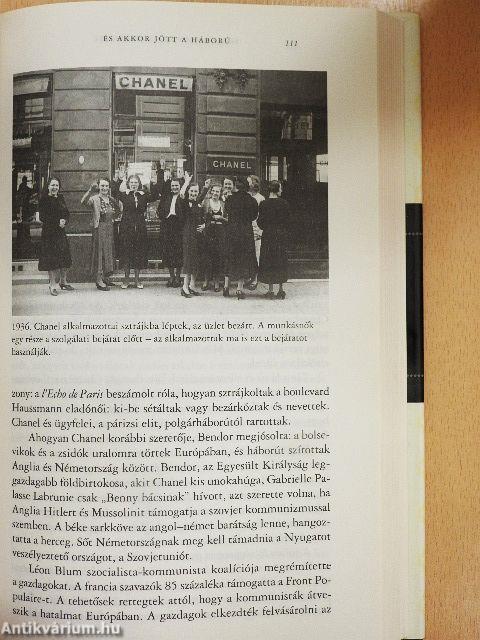 ÉS AKKOR JÖTT A HÁBORÚ 111
CHANEL
CHANEL
1936. Chanel alkalmazottai sztrájkba léptek, az üzlet bezárt. A munkásnők
egy része a szolgálati bejárat előtt – az alkalmazottak ma is ezt a bejáratot
használják.
zony: a l'Echo de Paris beszámolt róla, hogyan sztrájkoltak a boulevard
Haussmann eladónői: ki-be sétáltak vagy bezárkóztak és nevettek.
Chanel és ügyfelei, a párizsi elit, polgárháborútól tartottak.
Ahogyan Chanel korábbi szeretője, Bendor megjósolta: a bolse-
vikok és a zsidók uralomra törtek Európában, és háborút szítottak
Anglia és Németország között. Bendor, az Egyesült Királyság leg-
gazdagabb földbirtokosa, akit Chanel kis unokahúga, Gabrielle Pa-
lasse Labrunie csak „Benny bácsinak” hívott, azt szerette volna, ha
Anglia Hitlert és Mussolinit támogatja a szovjet kommunizmussal
szemben. A béke sarkköve az angol–német barátság lenne, hangoz-
tatta a herceg. Sőt Németországnak meg kell támadnia a Nyugatot
veszélyeztető országot, a Szovjetuniót.
Léon Blum szocialista-kommunista koalíciója megrémítette
a gazdagokat. A francia szavazók 85 százaléka támogatta a Front Po-
pulaire-t. A tehetősek rettegtek attól, hogy a kommunisták átve-
szik a hatalmat Európában. A gazdagok elkezdték felvásárolni az
Antikvárium.hu